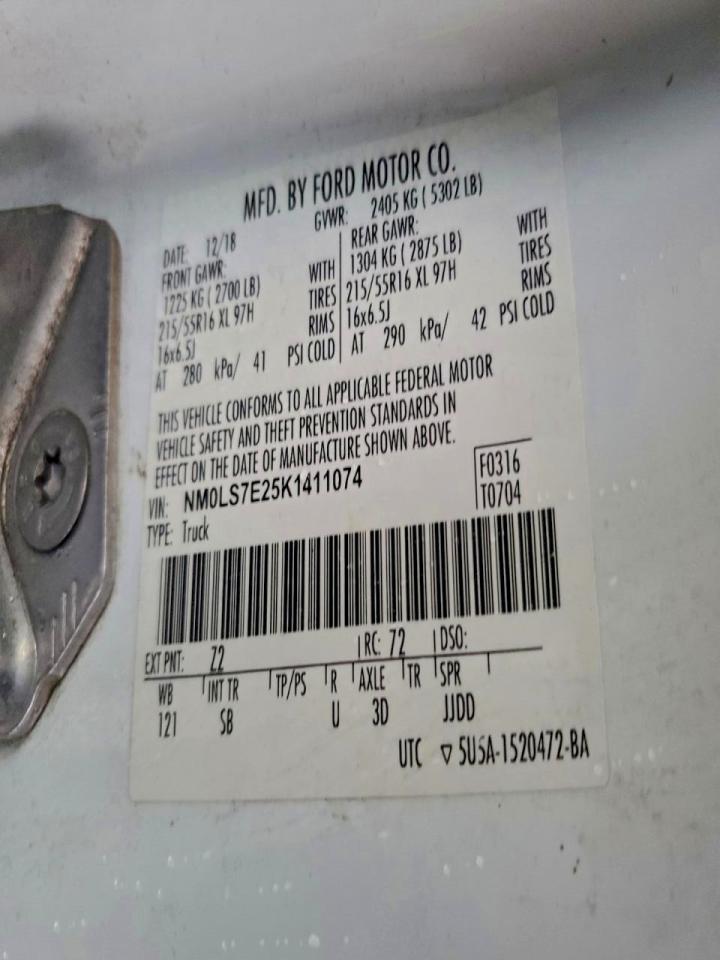 MFD. BY FORD MOTOR CO.
DATE: 12/18 GVWR: 2405 KG ( 5302 LB)
FRONT GAWR: REAR GAWR:
1225 KG ( 2700 LB) WITH 1304 KG ( 2875 LB) WITH
215/55R16 XL 97H TIRES 215/55R16 XL 97H TIRES
16x6.5J RIMS 16x6.5J RIMS
AT 280 kPa/ 41 PSI COLD AT 290 kPa/ 42 PSI COLD
THIS VEHICLE CONFORMS TO ALL APPLICABLE FEDERAL MOTOR
VEHICLE SAFETY AND THEFT PREVENTION STANDARDS IN
EFFECT ON THE DATE OF MANUFACTURE SHOWN ABOVE.
VIN: NM0LS7E25K1411074 F0316
TYPE: Truck T0704
EXT PNT: Z2 RC: 72 DSO:
WB INT TR TP/PS R AXLE TR SPR
121 SB U 3D JJDD
UTC ▽ 5U5A-1520472-BA